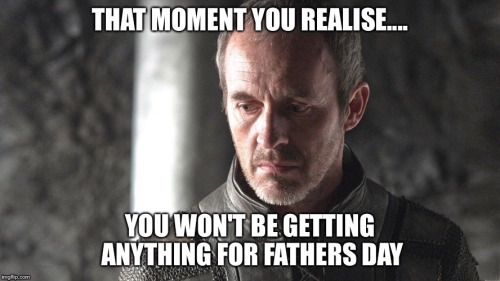 THAT MOMENT YOU REALISE....
YOU WON'T BE GETTING
ANYTHING FOR FATHERS DAY
imgflip.com